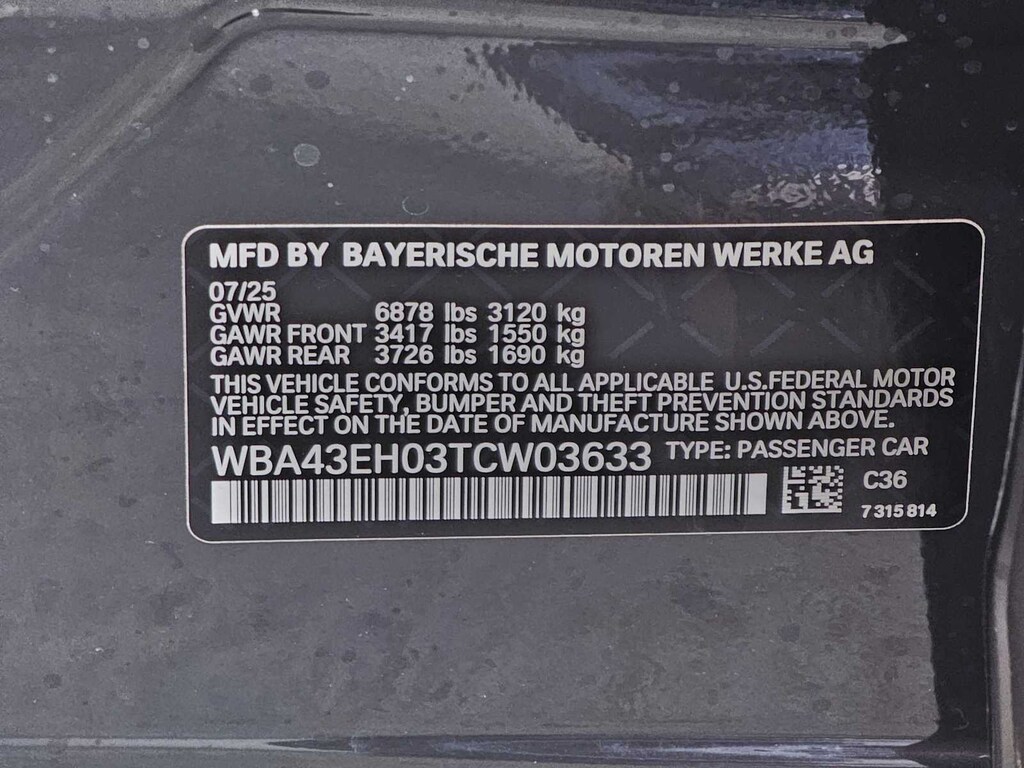 MFD BY BAYERISCHE MOTOREN WERKE AG
07/25
GVWR 6878 lbs 3120 kg
GAWR FRONT 3417 lbs 1550 kg
GAWR REAR 3726 lbs 1690 kg
THIS VEHICLE CONFORMS TO ALL APPLICABLE U.S.FEDERAL MOTOR
VEHICLE SAFETY, BUMPER AND THEFT PREVENTION STANDARDS
IN EFFECT ON THE DATE OF MANUFACTURE SHOWN ABOVE.
WBA43EH03TCW03633 TYPE: PASSENGER CAR
C36
7 315 814